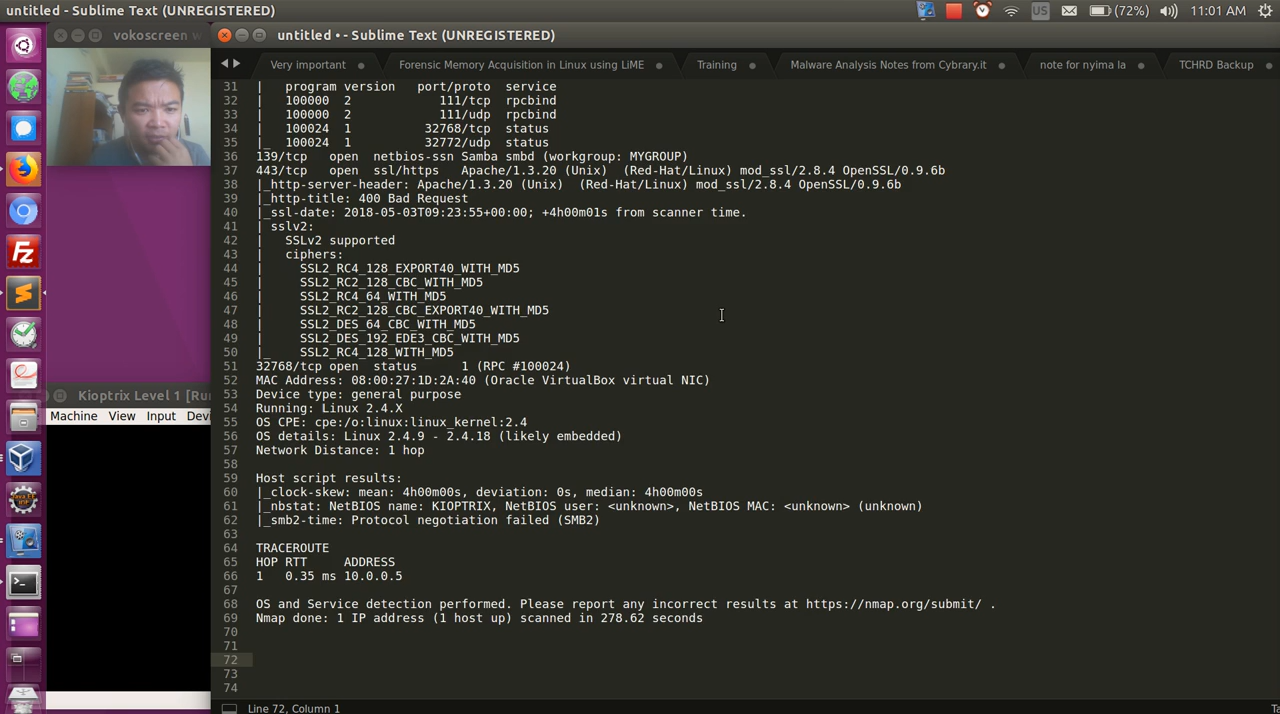 untitled - Sublime Text (UNREGISTERED)
US
(72%)
11:01 AM
vokoscreen
untitled • - Sublime Text (UNREGISTERED)
Very important
Forensic Memory Acquisition in Linux using LiME
Training
Malware Analysis Notes from Cybrary.it
note for nyima la
TCHRD Backup
31 |   program version   port/proto  service
32 |   100000  2            111/tcp  rpcbind
33 |   100000  2            111/udp  rpcbind
34 |   100024  1          32768/tcp  status
35 |_  100024  1          32772/udp  status
36 139/tcp   open  netbios-ssn Samba smbd (workgroup: MYGROUP)
37 443/tcp   open  ssl/https   Apache/1.3.20 (Unix)  (Red-Hat/Linux) mod_ssl/2.8.4 OpenSSL/0.9.6b
38 |_http-server-header: Apache/1.3.20 (Unix)  (Red-Hat/Linux) mod_ssl/2.8.4 OpenSSL/0.9.6b
39 |_http-title: 400 Bad Request
40 |_ssl-date: 2018-05-03T09:23:55+00:00; +4h00m01s from scanner time.
41 | sslv2:
42 |   SSLv2 supported
43 |   ciphers:
44 |     SSL2_RC4_128_EXPORT40_WITH_MD5
45 |     SSL2_RC2_128_CBC_WITH_MD5
46 |     SSL2_RC4_64_WITH_MD5
47 |     SSL2_RC2_128_CBC_EXPORT40_WITH_MD5
48 |     SSL2_DES_64_CBC_WITH_MD5
49 |     SSL2_DES_192_EDE3_CBC_WITH_MD5
50 |_    SSL2_RC4_128_WITH_MD5
51 32768/tcp open  status      1 (RPC #100024)
52 MAC Address: 08:00:27:1D:2A:40 (Oracle VirtualBox virtual NIC)
53 Device type: general purpose
54 Running: Linux 2.4.X
55 OS CPE: cpe:/o:linux:linux_kernel:2.4
56 OS details: Linux 2.4.9 - 2.4.18 (likely embedded)
57 Network Distance: 1 hop
58
59 Host script results:
60 |_clock-skew: mean: 4h00m00s, deviation: 0s, median: 4h00m00s
61 |_nbstat: NetBIOS name: KIOPTRIX, NetBIOS user: <unknown>, NetBIOS MAC: <unknown> (unknown)
62 |_smb2-time: Protocol negotiation failed (SMB2)
63
64 TRACEROUTE
65 HOP RTT     ADDRESS
66 1   0.35 ms 10.0.0.5
67
68 OS and Service detection performed. Please report any incorrect results at https://nmap.org/submit/ .
69 Nmap done: 1 IP address (1 host up) scanned in 278.62 seconds
70
71
72
73
74
Kioptrix Level 1 [Ru
Machine View Input Devi
Line 72, Column 1